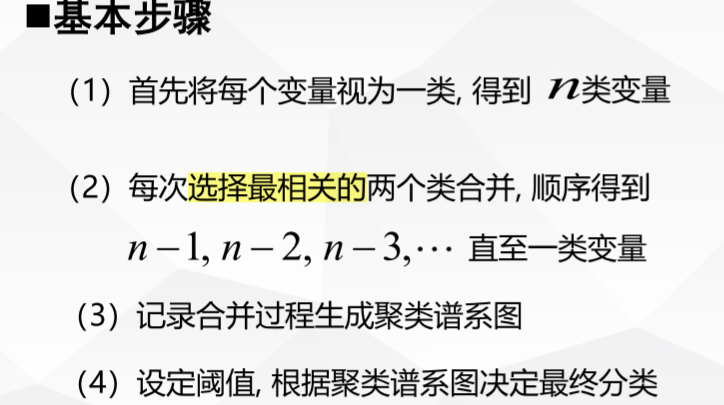 ■基本步骤
（1）首先将每个变量视为一类, 得到 n类变量
（2）每次选择最相关的两个类合并, 顺序得到
n－1, n－2, n－3,⋯ 直至一类变量
（3）记录合并过程生成聚类谱系图
（4）设定阈值, 根据聚类谱系图决定最终分类